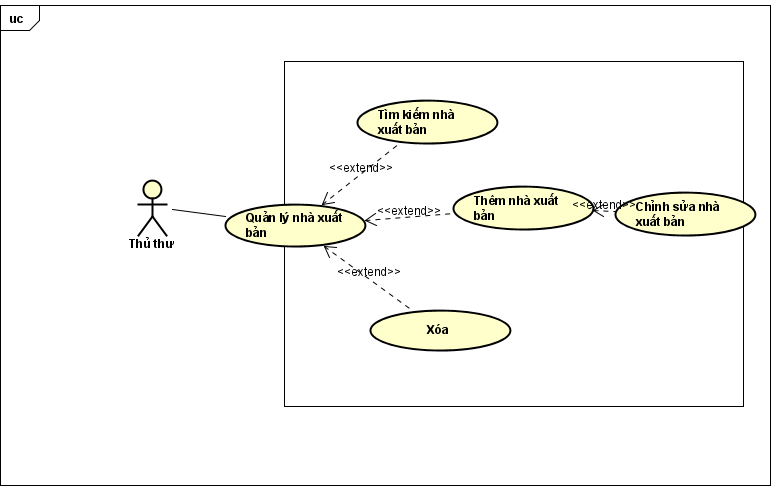 uc
Tìm kiếm nhà
xuất bản
<<extend>>
Thêm nhà xuất
bản
<<extend>>
Chỉnh sửa nhà
xuất bản
<<extend>>
Quản lý nhà xuất
bản
Thủ thư
<<extend>>
Xóa